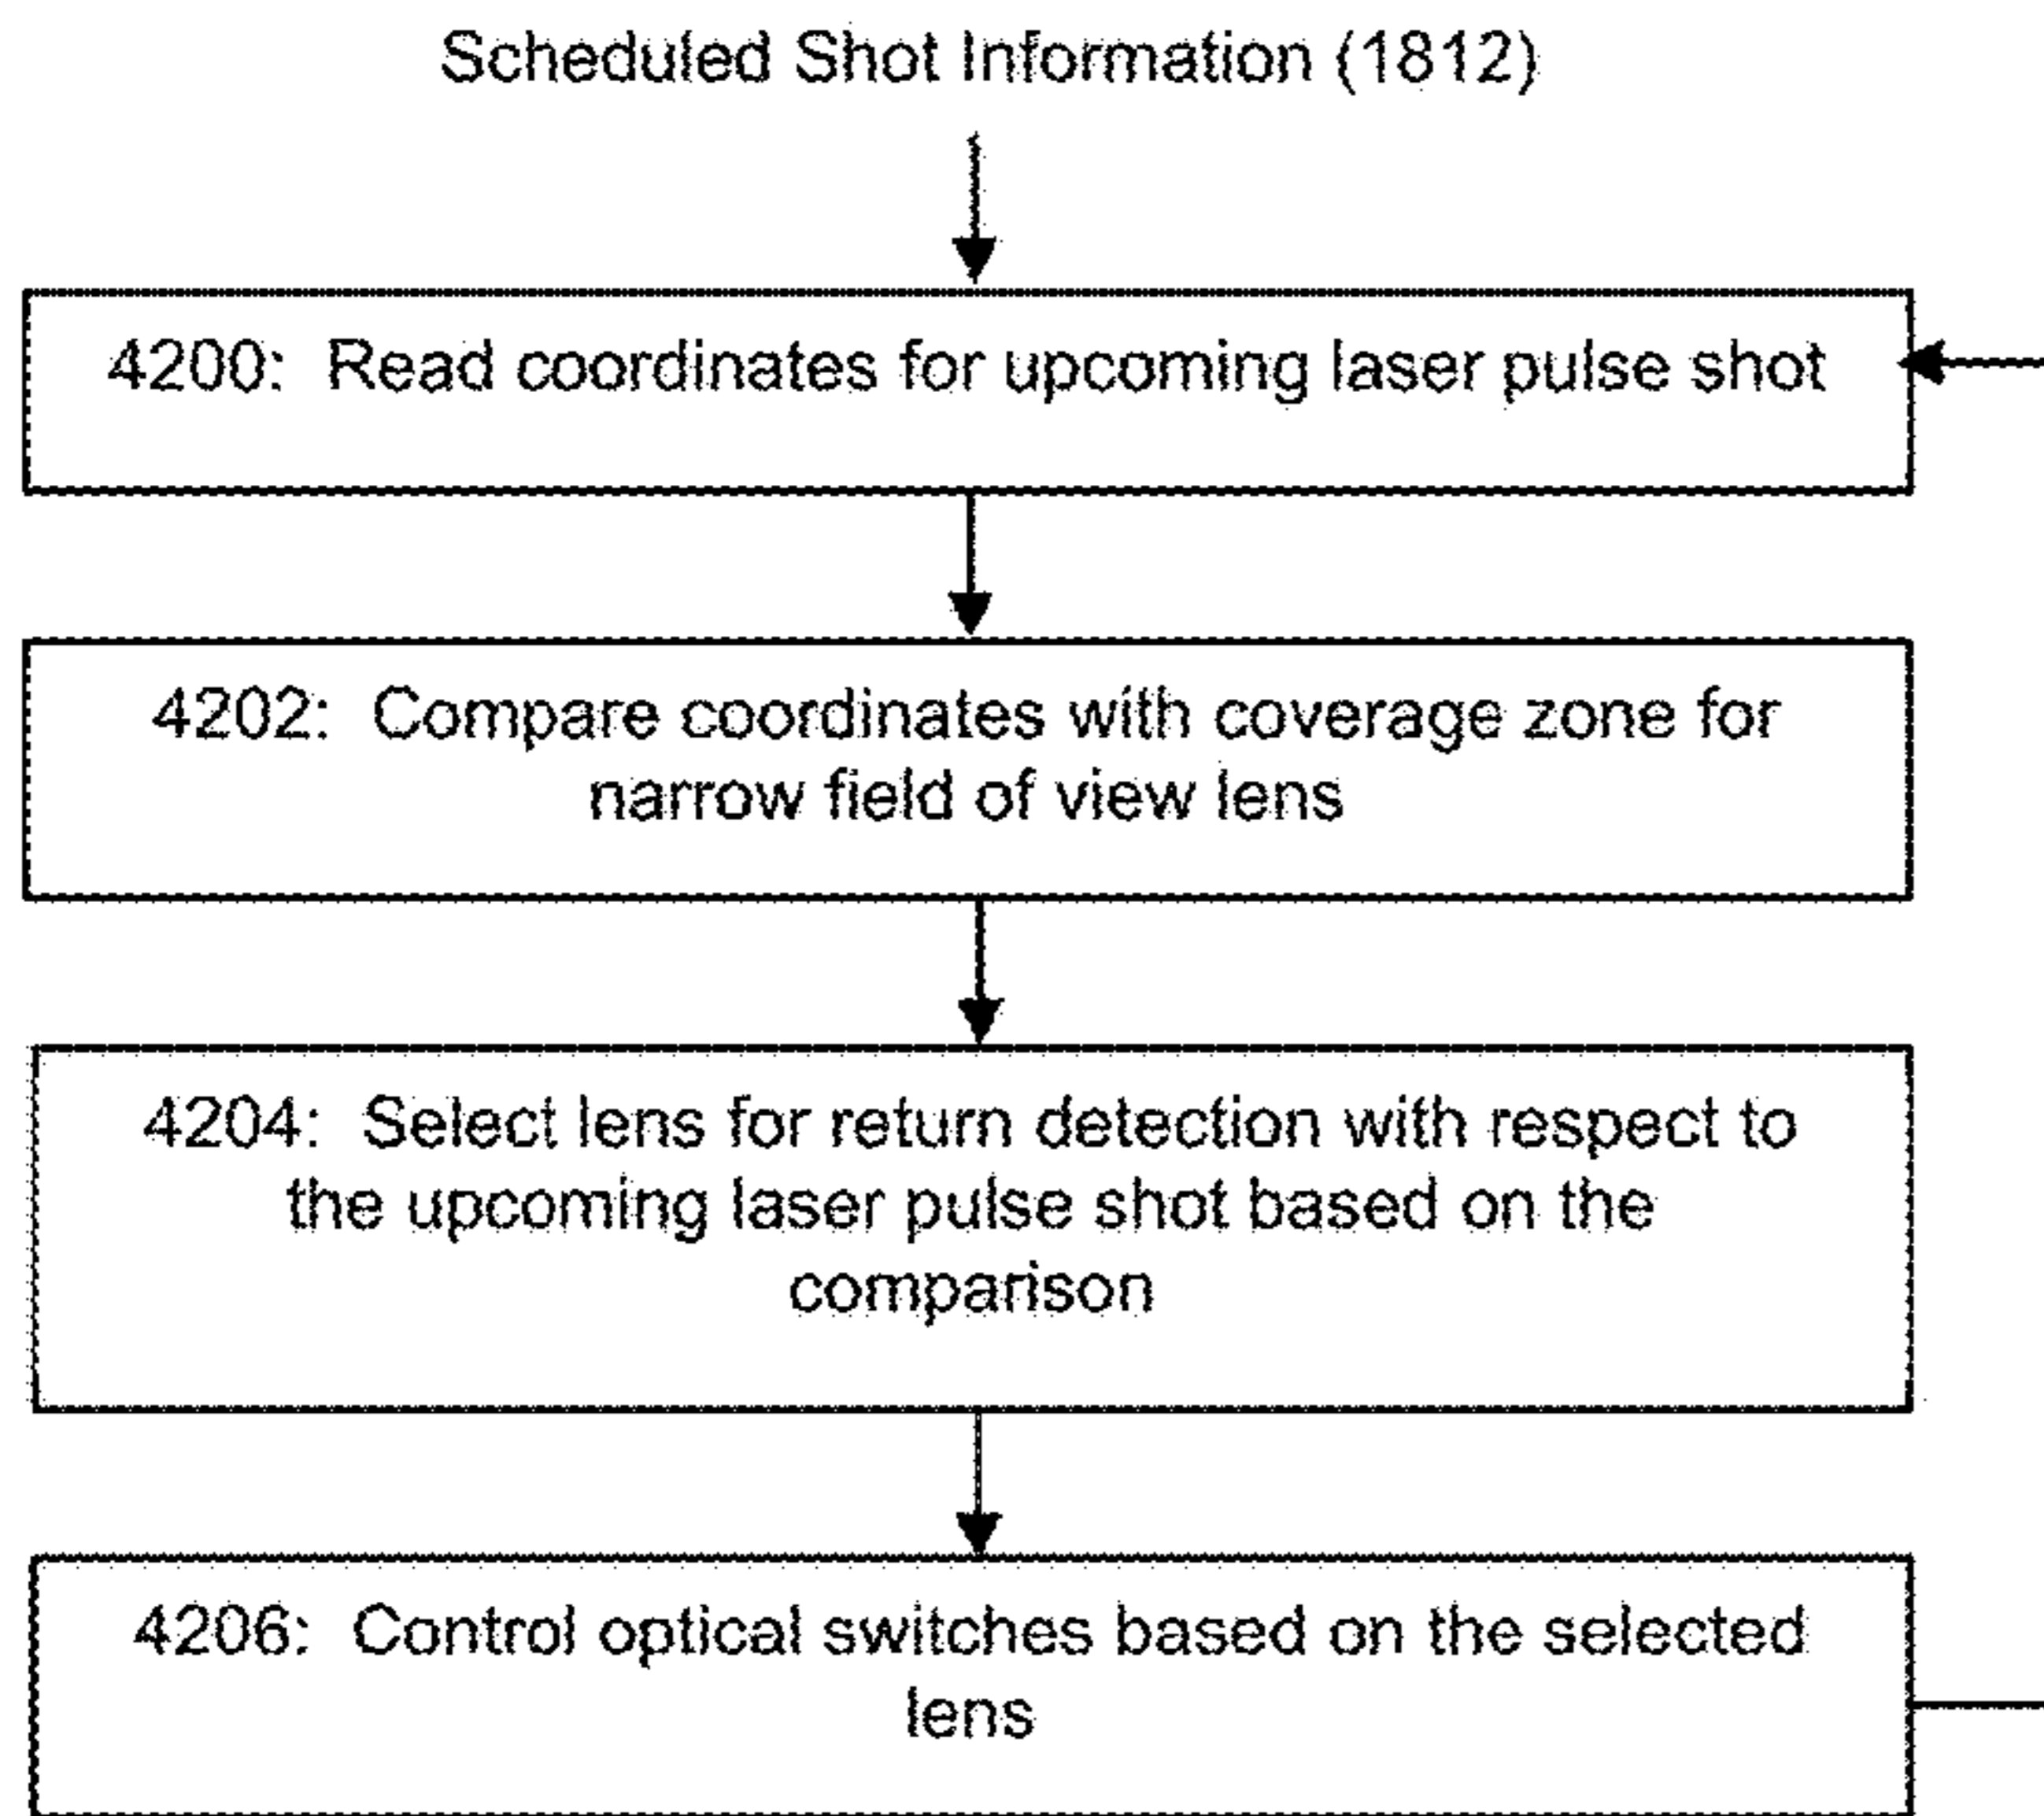 Scheduled Shot Information (1812)
4200: Read coordinates for upcoming laser pulse shot
4202: Compare coordinates with coverage zone for
narrow field of view lens
4204: Select lens for return detection with respect to
the upcoming laser pulse shot based on the
comparison
4206: Control optical switches based on the selected
lens